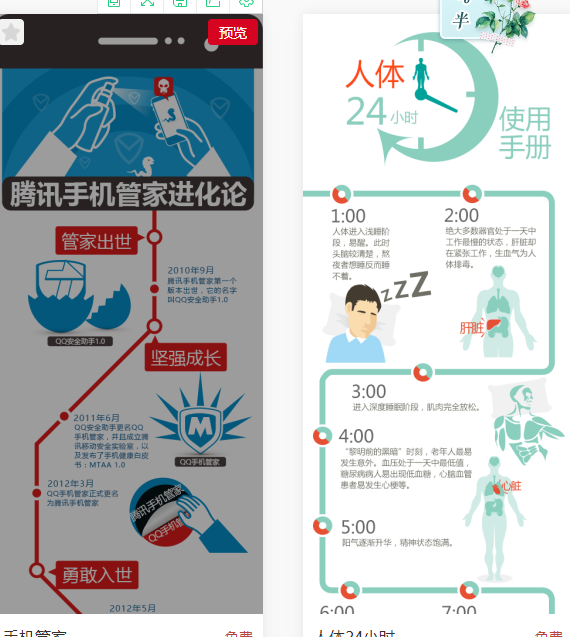 半
预览
腾讯手机管家进化论
管家出世
2010年9月
腾讯手机管家第一个
版本出世，它的名字
叫QQ安全助手1.0
QQ安全助手1.0
坚强成长
2011年6月
QQ安全助手更名QQ
手机管家，并且成立腾
讯移动安全实验室，以
及发布了手机健康白皮
书：MTAA 1.0
M
QQ手机管家
2012年3月
QQ手机管家正式更名
为腾讯手机管家
腾讯手机管家
QQ手机管
勇敢入世
2012年5月
手机管家
免费
人体
24小时
使用
手册
1:00
人体进入浅睡阶
段，易醒。此时
头脑较清楚，熬
夜者想睡反而睡
不着。
zZZ
2:00
绝大多数器官处于一天中
工作最慢的状态，肝脏却
在紧张工作，生血气为人
体排毒。
肝脏
3:00
进入深度睡眠阶段，肌肉完全放松。
4:00
“黎明前的黑暗”时刻，老年人最易
发生意外。血压处于一天中最低值，
糖尿病病人易出现低血糖，心脑血管
患者易发生心梗等。
心脏
5:00
阳气逐渐升华，精神状态饱满。
6:00
7:00
人体24小时
免费